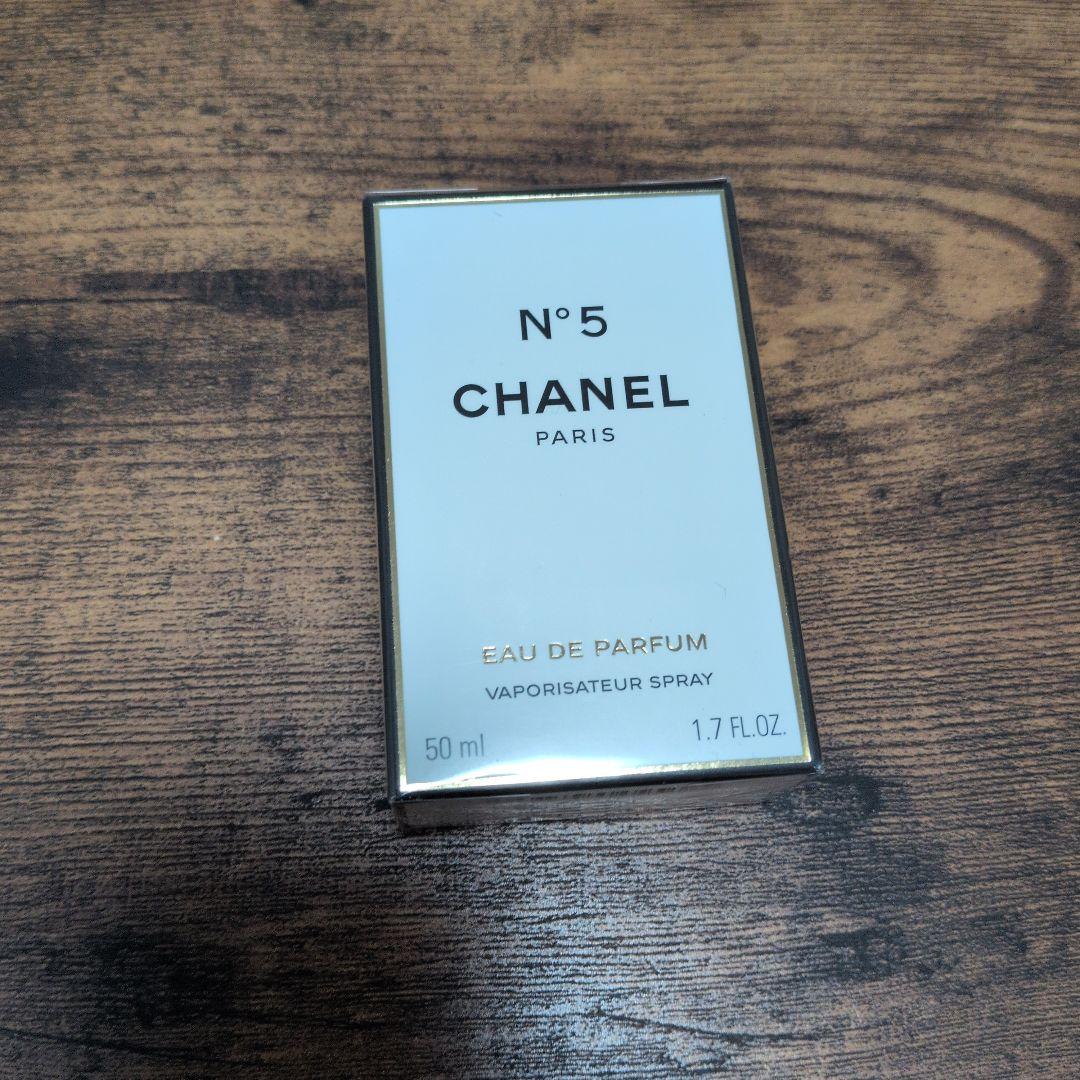 N°5
CHANEL
PARIS
EAU DE PARFUM
VAPORISATEUR SPRAY
50 ml
1.7 FL.OZ.